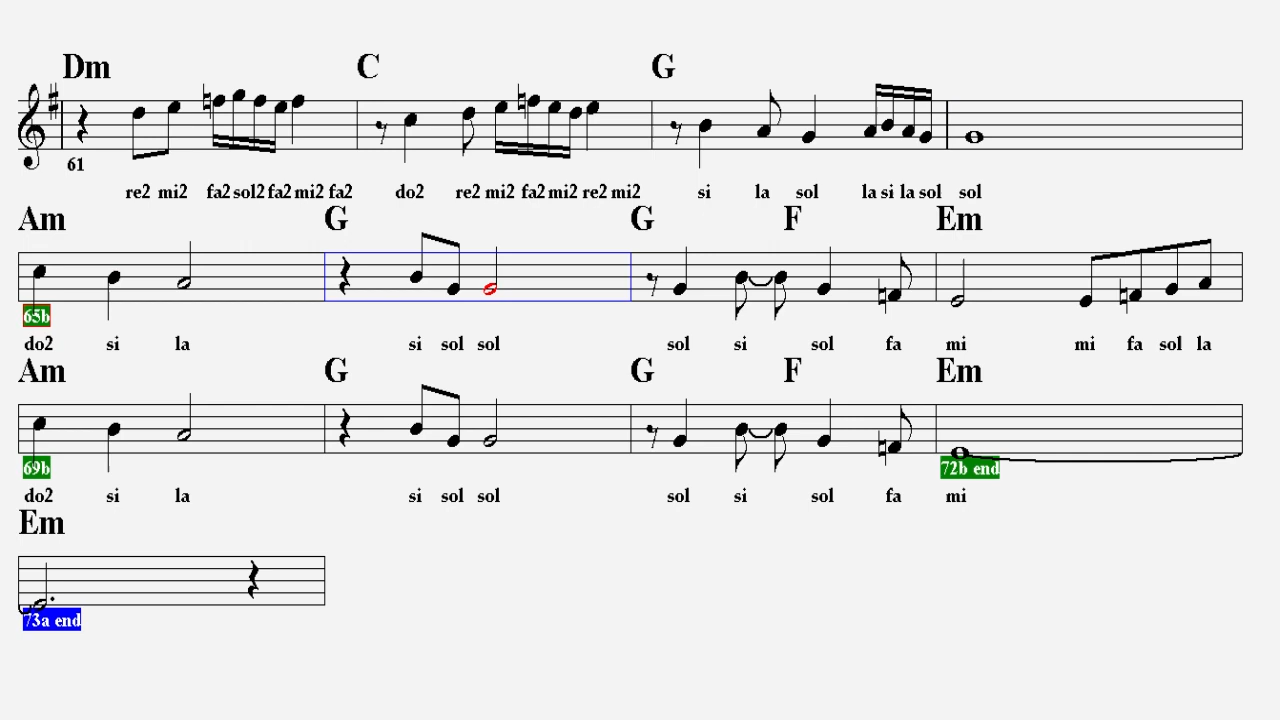 Dm C G
61
re2 mi2 fa2 sol2 fa2 mi2 fa2 do2 re2 mi2 fa2 mi2 re2 mi2 si la sol la si la sol sol
Am G G F Em
65b
do2 si la si sol sol sol si sol fa mi mi fa sol la
Am G G F Em
69b 72b end
do2 si la si sol sol sol si sol fa mi
Em
73a end